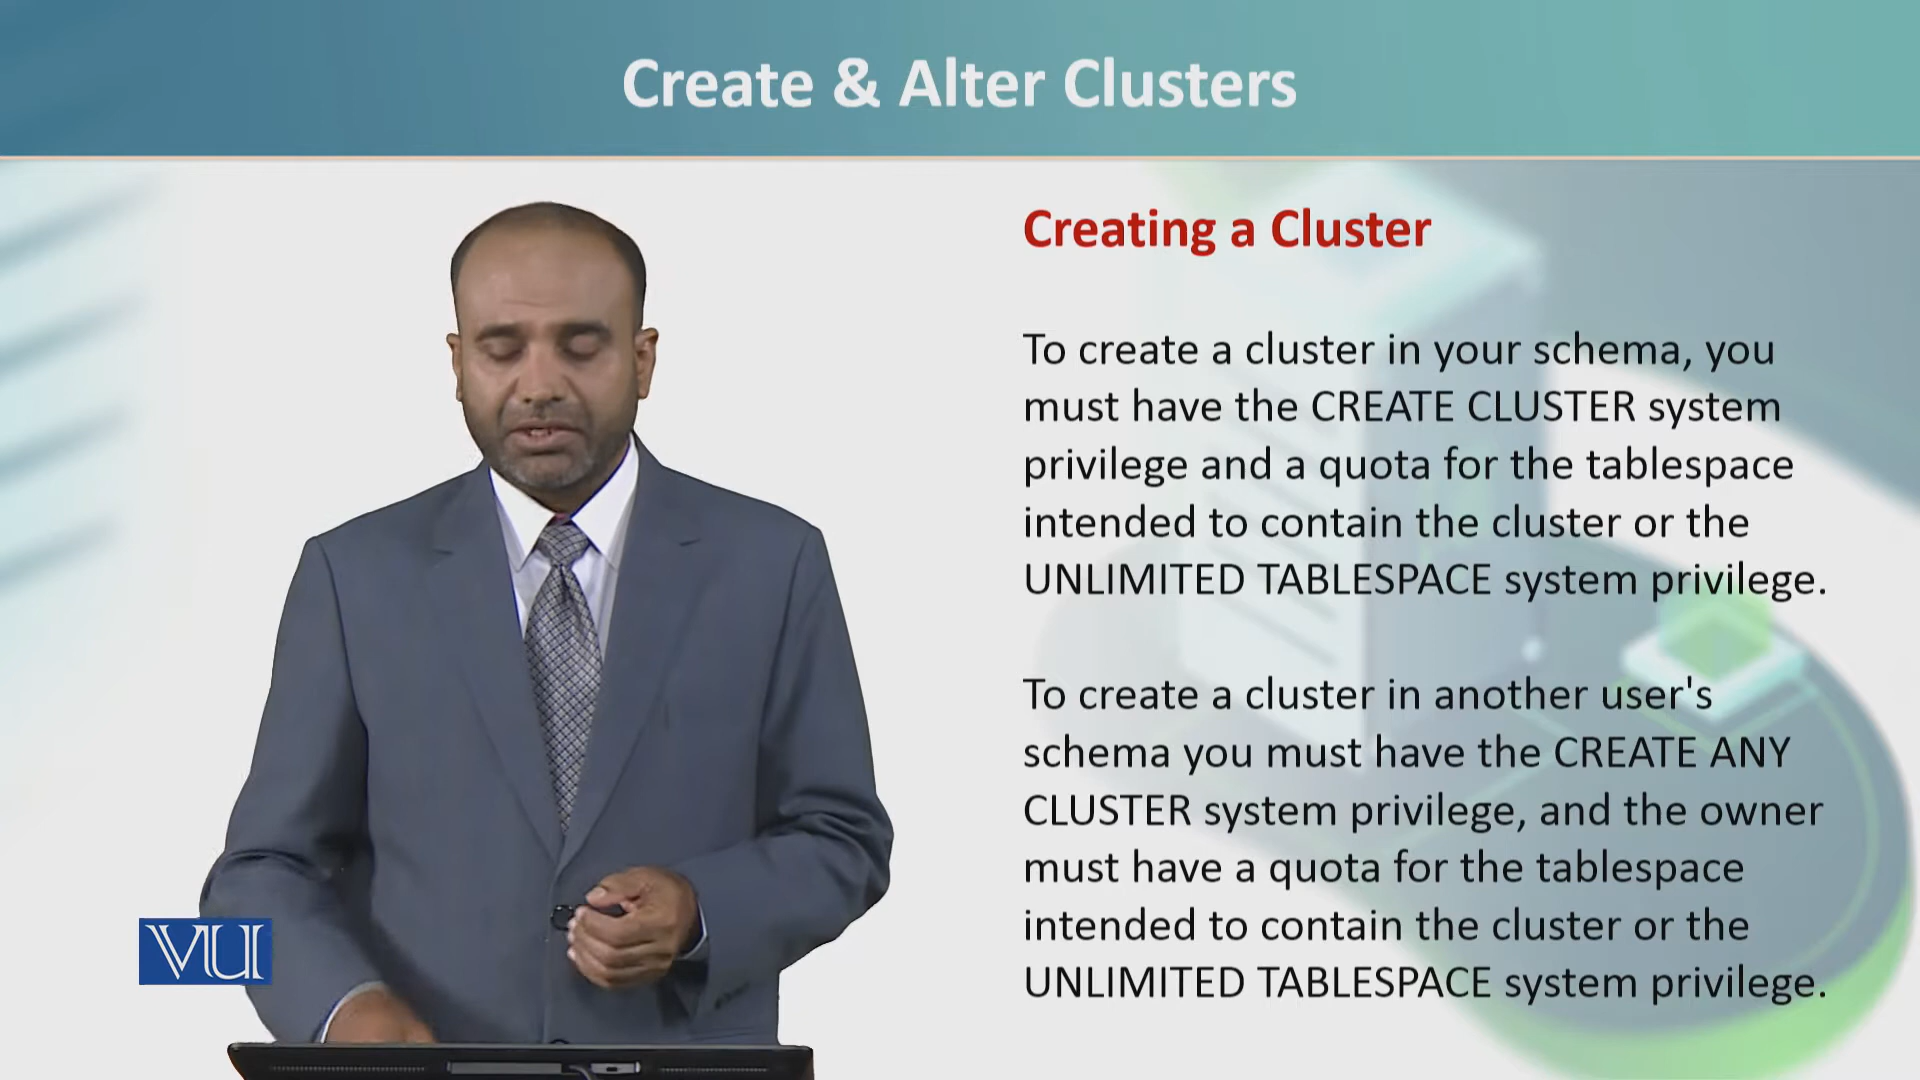 Create & Alter Clusters
Creating a Cluster
To create a cluster in your schema, you
must have the CREATE CLUSTER system
privilege and a quota for the tablespace
intended to contain the cluster or the
UNLIMITED TABLESPACE system privilege.
To create a cluster in another user's
schema you must have the CREATE ANY
CLUSTER system privilege, and the owner
must have a quota for the tablespace
intended to contain the cluster or the
UNLIMITED TABLESPACE system privilege.
VU